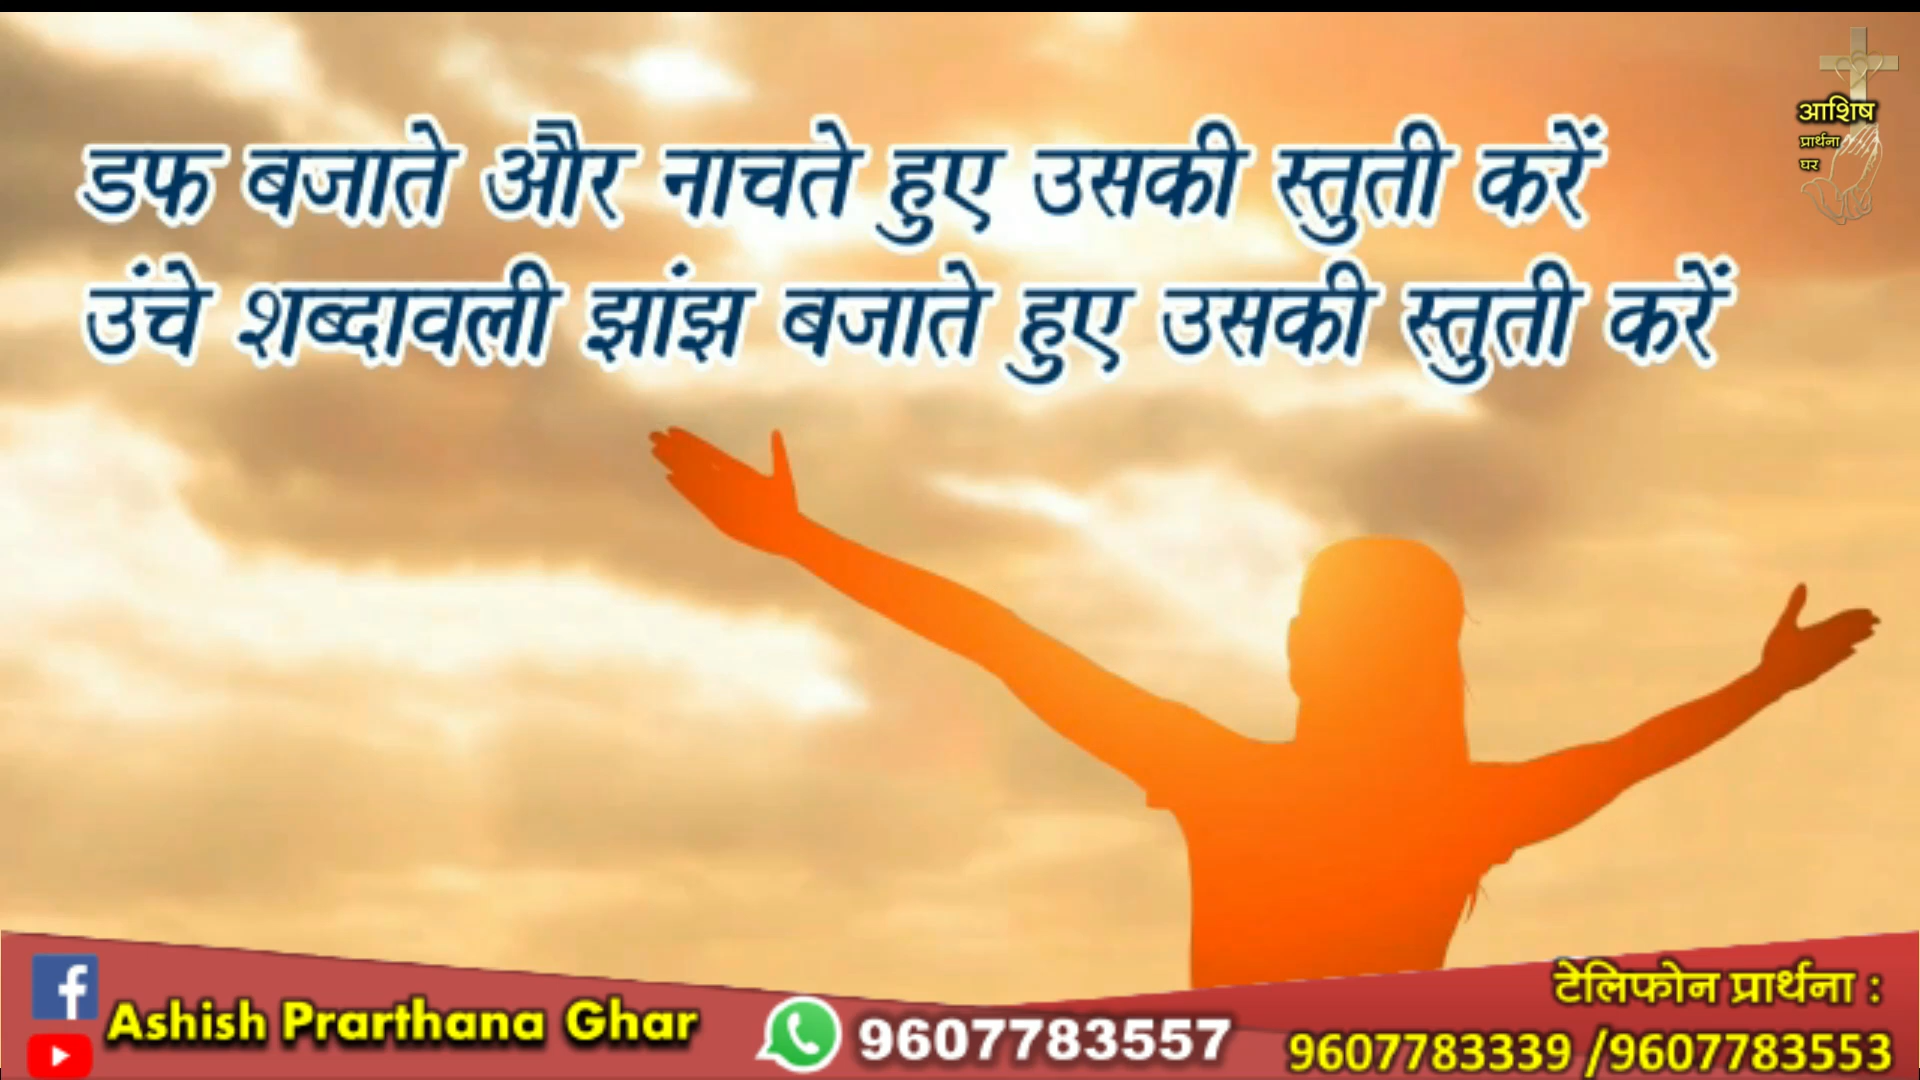 डफ बजाते और नाचते हुए उसकी स्तुती करें
उंचे शब्दावली झांझ बजाते हुए उसकी स्तुती करें
आशिष
प्रार्थना
घर
Ashish Prarthana Ghar
9607783557
टेलिफोन प्रार्थना :
9607783339 /9607783553